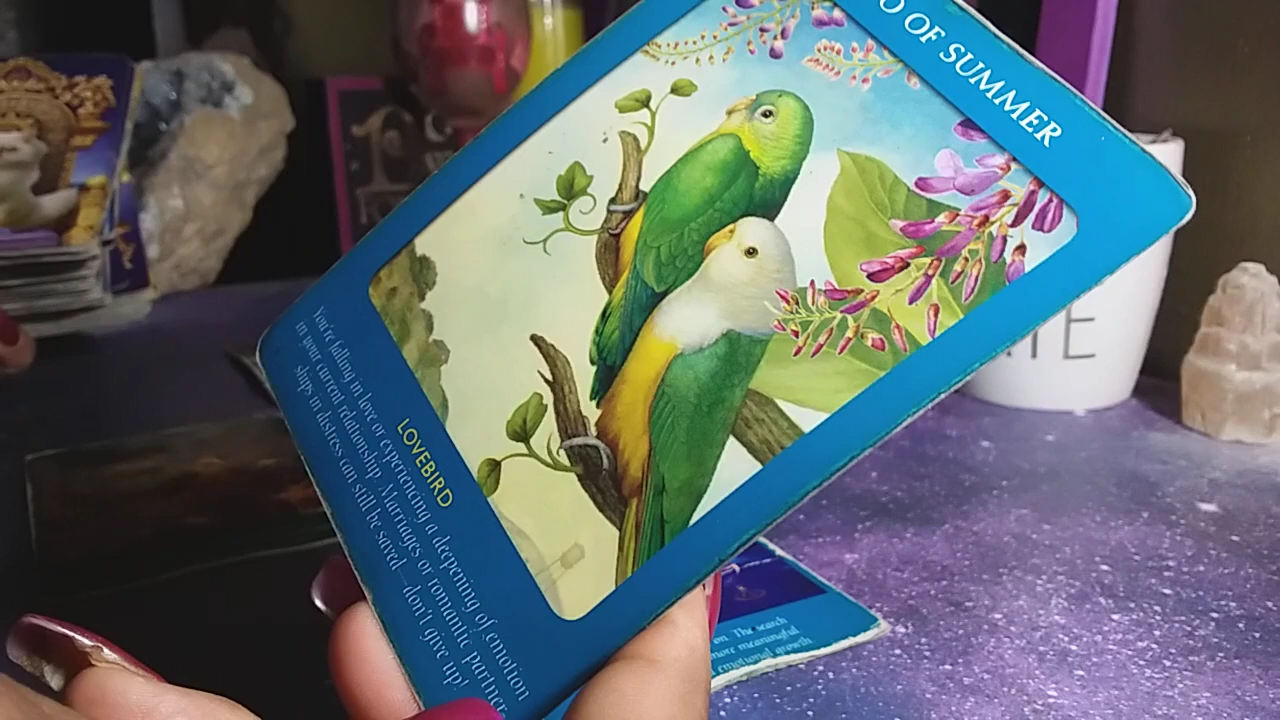 O OF SUMMER
LOVEBIRD
You're falling in love or experiencing a deepening of emotion
in your current relationship. Marriages or romantic partner-
ships in distress can still be saved—don't give up!
on. The search
more meaningful
emotional growth